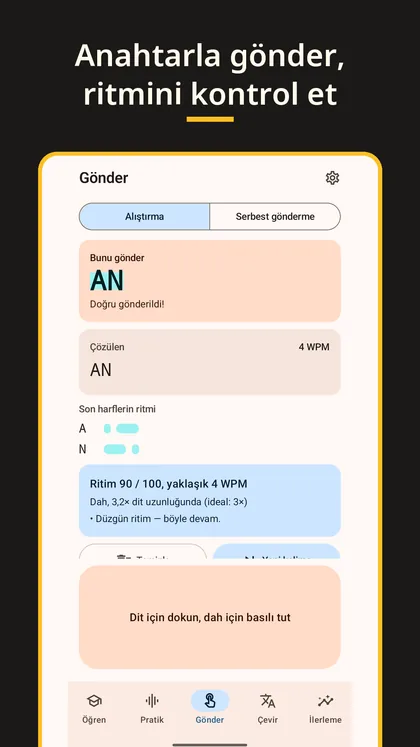 Anahtarla gönder,
ritmini kontrol et
Gönder
Alıştırma
Serbest gönderme
Bunu gönder
AN
Doğru gönderildi!
Çözülen
4 WPM
AN
Son harflerin ritmi
A
N
Ritim 90 / 100, yaklaşık 4 WPM
Dah, 3,2× dit uzunluğunda (ideal: 3×)
• Düzgün ritim — böyle devam.
Dit için dokun, dah için basılı tut
Öğren
Pratik
Gönder
Çevir
İlerleme